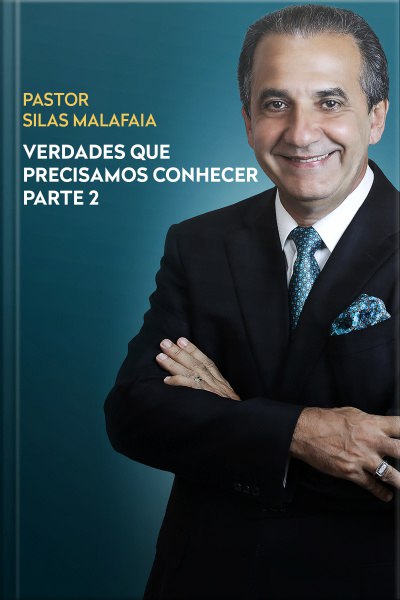 PASTOR
SILAS MALAFAIA
VERDADES QUE
PRECISAMOS CONHECER
PARTE 2